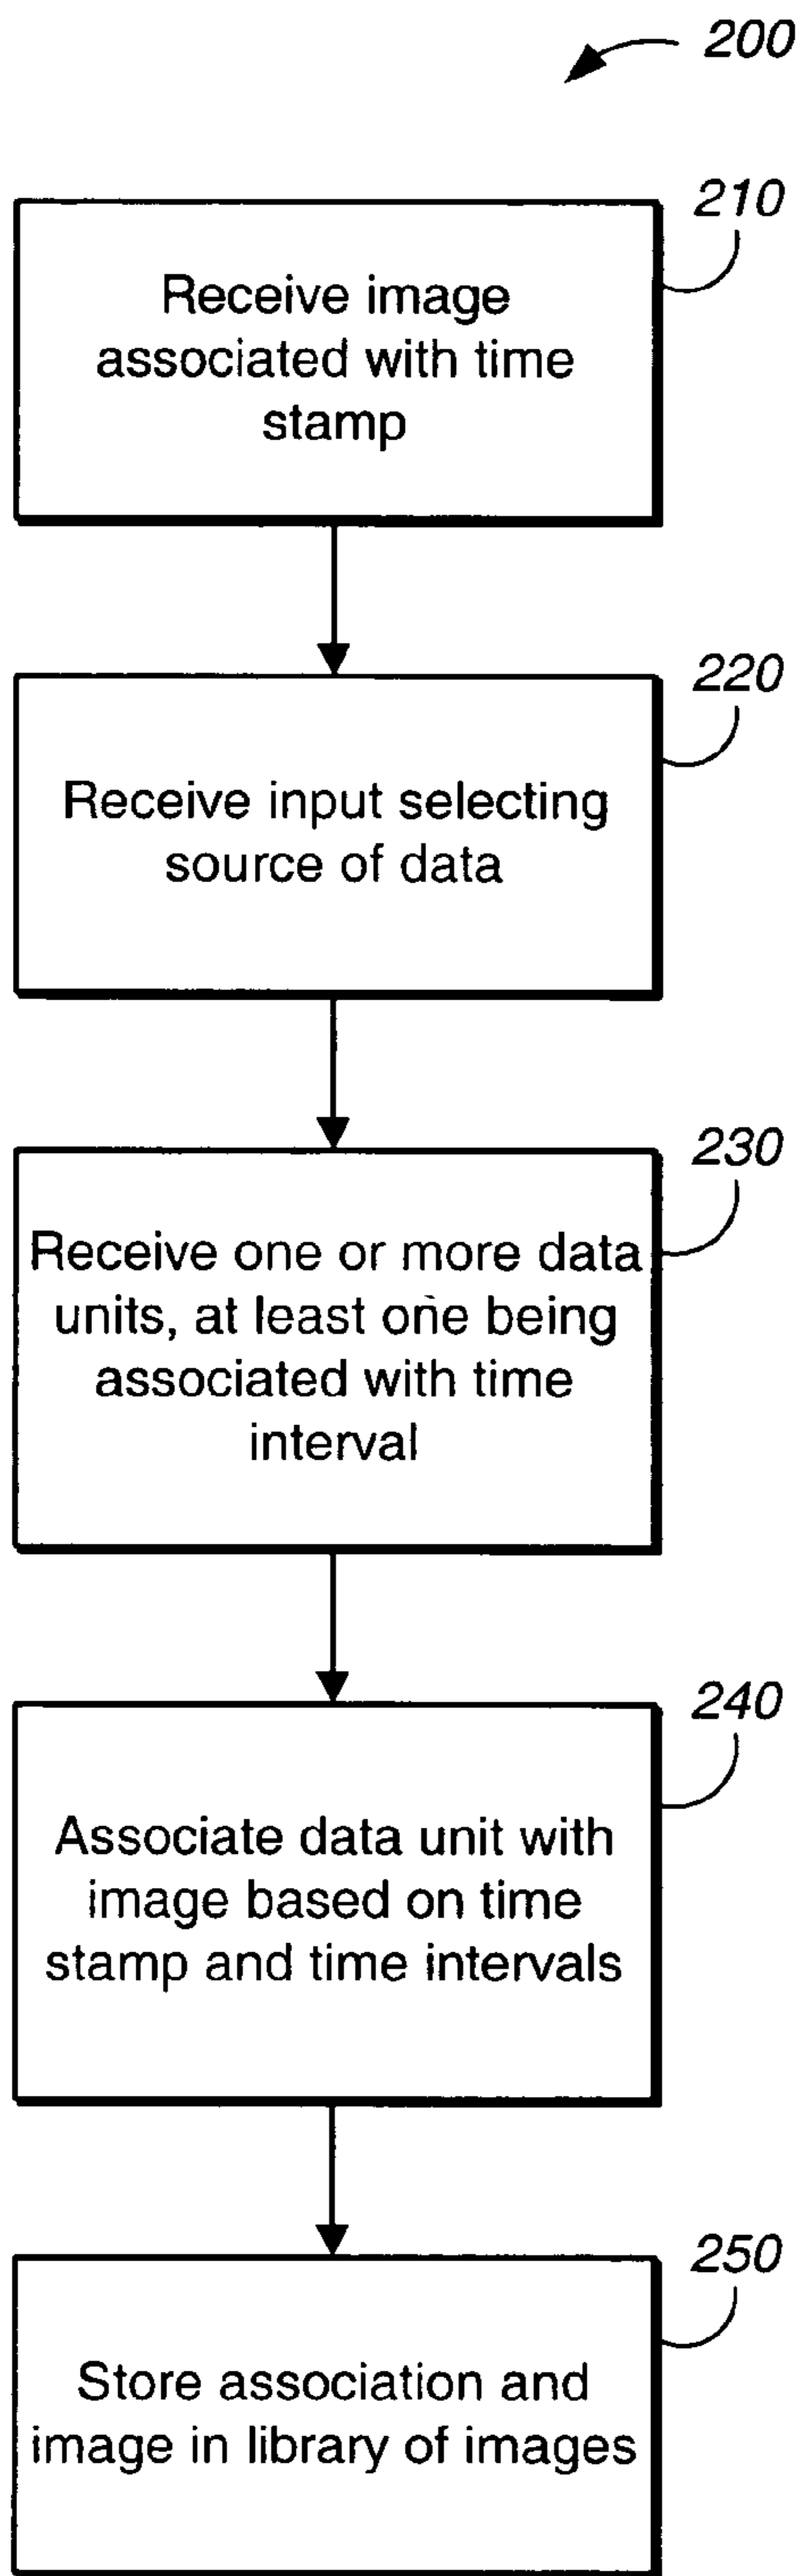 200
210
Receive image
associated with time
stamp
220
Receive input selecting
source of data
230
Receive one or more data
units, at least one being
associated with time
interval
240
Associate data unit with
image based on time
stamp and time intervals
250
Store association and
image in library of images